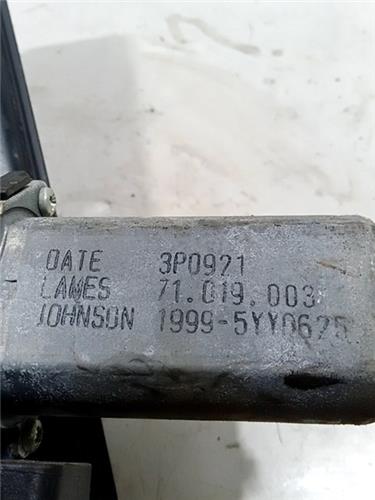 DATE 3P0921
LAMES 71.019.003
JOHNSON 1999-5YY0625